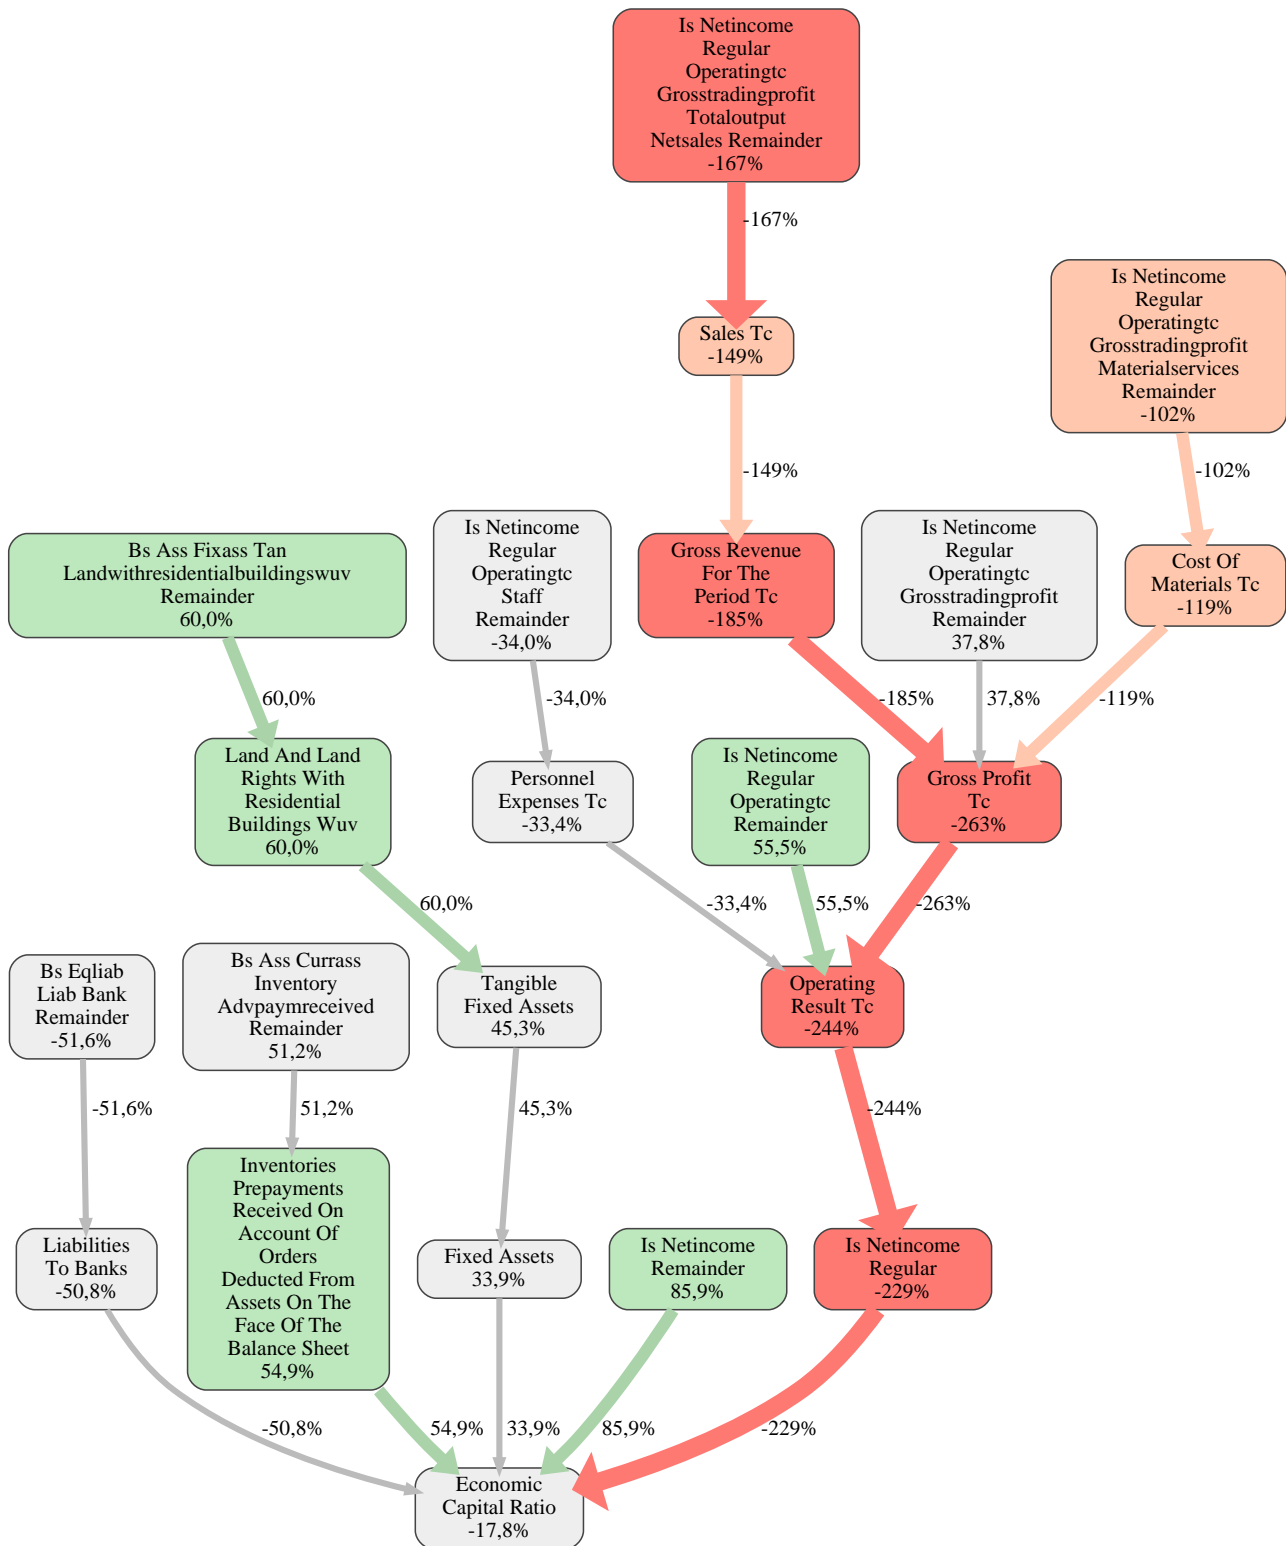 Is Netincome
Regular
Operatingtc
Grosstradingprofit
Totaloutput
Netsales Remainder
-167%
-167%
Is Netincome
Regular
Operatingtc
Grosstradingprofit
Materialservices
Remainder
-102%
Sales Tc
-149%
-149%
-102%
Bs Ass Fixass Tan
Landwithresidentialbuildingswuv
Remainder
60,0%
Is Netincome
Regular
Operatingtc
Staff
Remainder
-34,0%
Gross Revenue
For The
Period Tc
-185%
Is Netincome
Regular
Operatingtc
Grosstradingprofit
Remainder
37,8%
Cost Of
Materials Tc
-119%
60,0%
-34,0%
-185%
37,8%
-119%
Land And Land
Rights With
Residential
Buildings Wuv
60,0%
Personnel
Expenses Tc
-33,4%
Is Netincome
Regular
Operatingtc
Remainder
55,5%
Gross Profit
Tc
-263%
60,0%
-33,4%
55,5%
-263%
Bs Eqliab
Liab Bank
Remainder
-51,6%
Bs Ass Currass
Inventory
Advpaymreceived
Remainder
51,2%
Tangible
Fixed Assets
45,3%
Operating
Result Tc
-244%
-51,6%
51,2%
45,3%
-244%
Liabilities
To Banks
-50,8%
Inventories
Prepayments
Received On
Account Of
Orders
Deducted From
Assets On The
Face Of The
Balance Sheet
54,9%
Fixed Assets
33,9%
Is Netincome
Remainder
85,9%
Is Netincome
Regular
-229%
-50,8%
54,9%
33,9%
85,9%
-229%
Economic
Capital Ratio
-17,8%